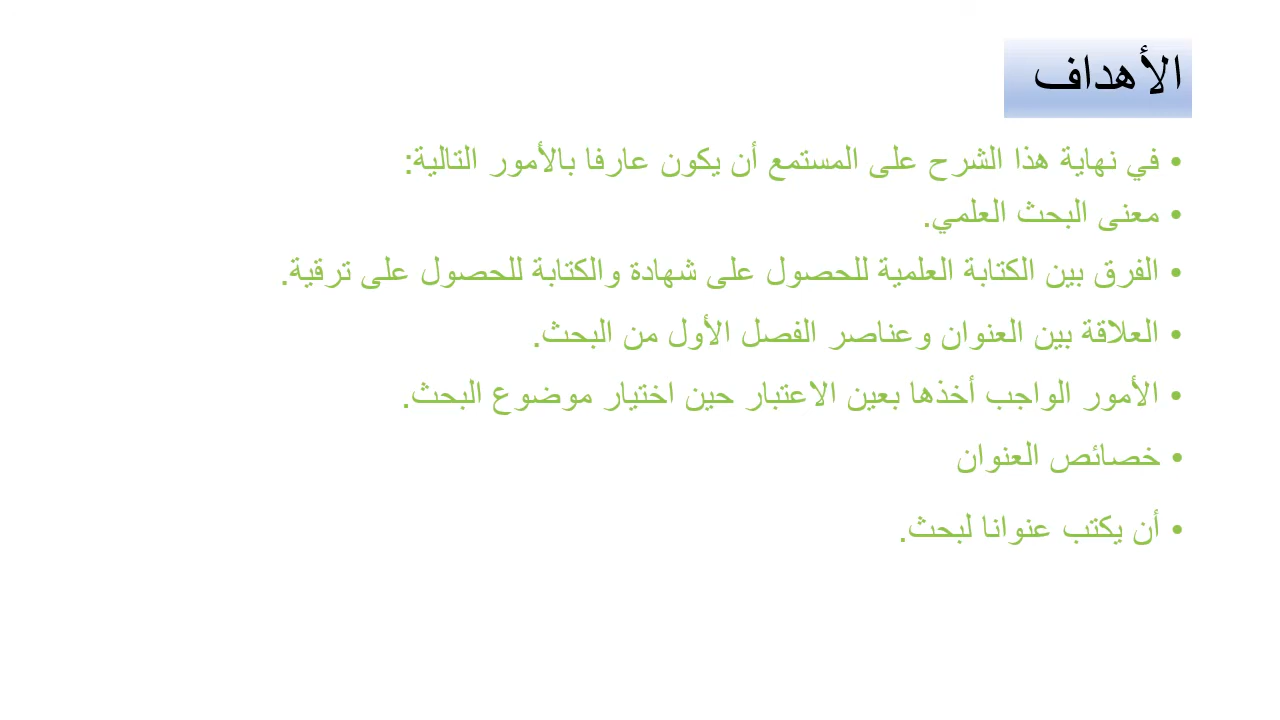 الأهداف
• في نهاية هذا الشرح على المستمع أن يكون عارفا بالأمور التالية:
• معنى البحث العلمي.
• الفرق بين الكتابة العلمية للحصول على شهادة والكتابة للحصول على ترقية.
• العلاقة بين العنوان وعناصر الفصل الأول من البحث.
• الأمور الواجب أخذها بعين الاعتبار حين اختيار موضوع البحث.
• خصائص العنوان
• أن يكتب عنوانا لبحث.